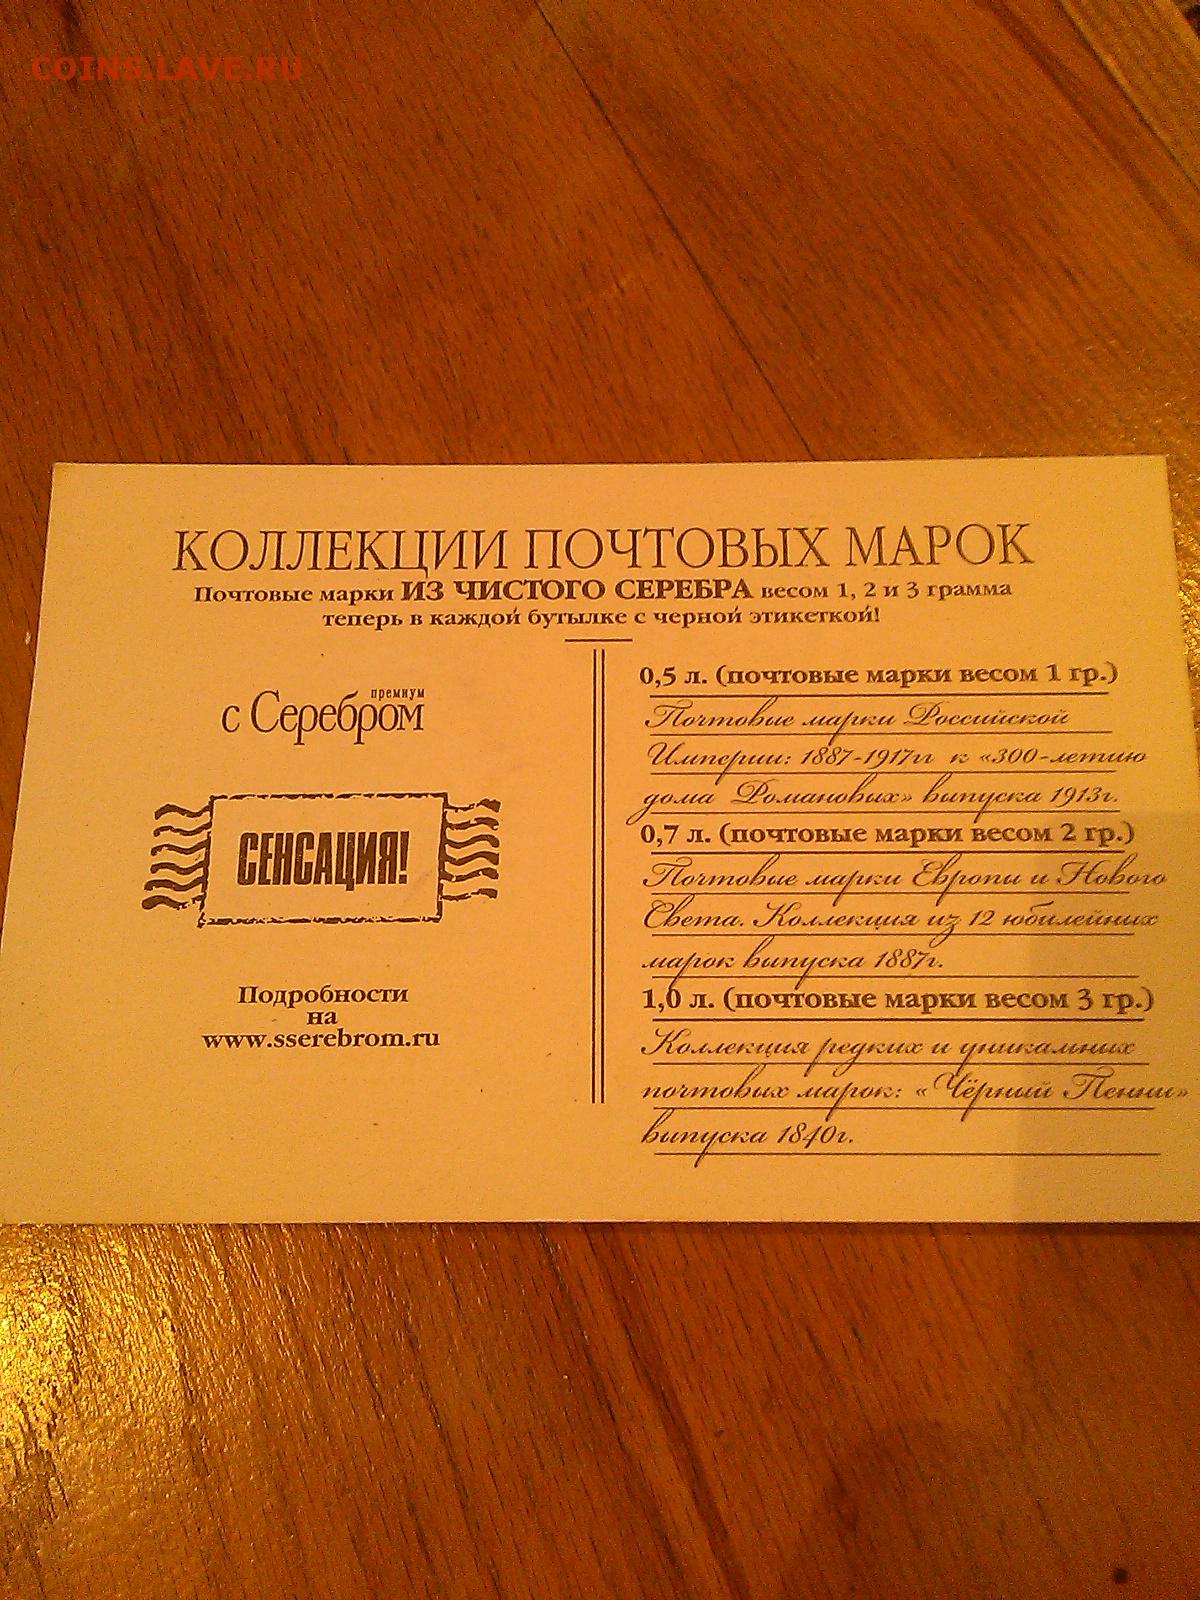 COINS.LAVE.RU
КОЛЛЕКЦИИ ПОЧТОВЫХ МАРОК
Почтовые марки ИЗ ЧИСТОГО СЕРЕБРА весом 1, 2 и 3 грамма
теперь в каждой бутылке с черной этикеткой!
премиум
с Серебром
СЕНСАЦИЯ!
Подробности
на
www.sserebrom.ru
0,5 л. (почтовые марки весом 1 гр.)
Почтовые марки Российской
Империи: 1887-1917гг к «300-летию
дома Романовых» выпуска 1913г.
0,7 л. (почтовые марки весом 2 гр.)
Почтовые марки Европы и Нового
Света. Коллекция из 12 юбилейных
марок выпуска 1887г.
1,0 л. (почтовые марки весом 3 гр.)
Коллекция редких и уникальных
почтовых марок: «Чёрный Пенни»
выпуска 1840г.